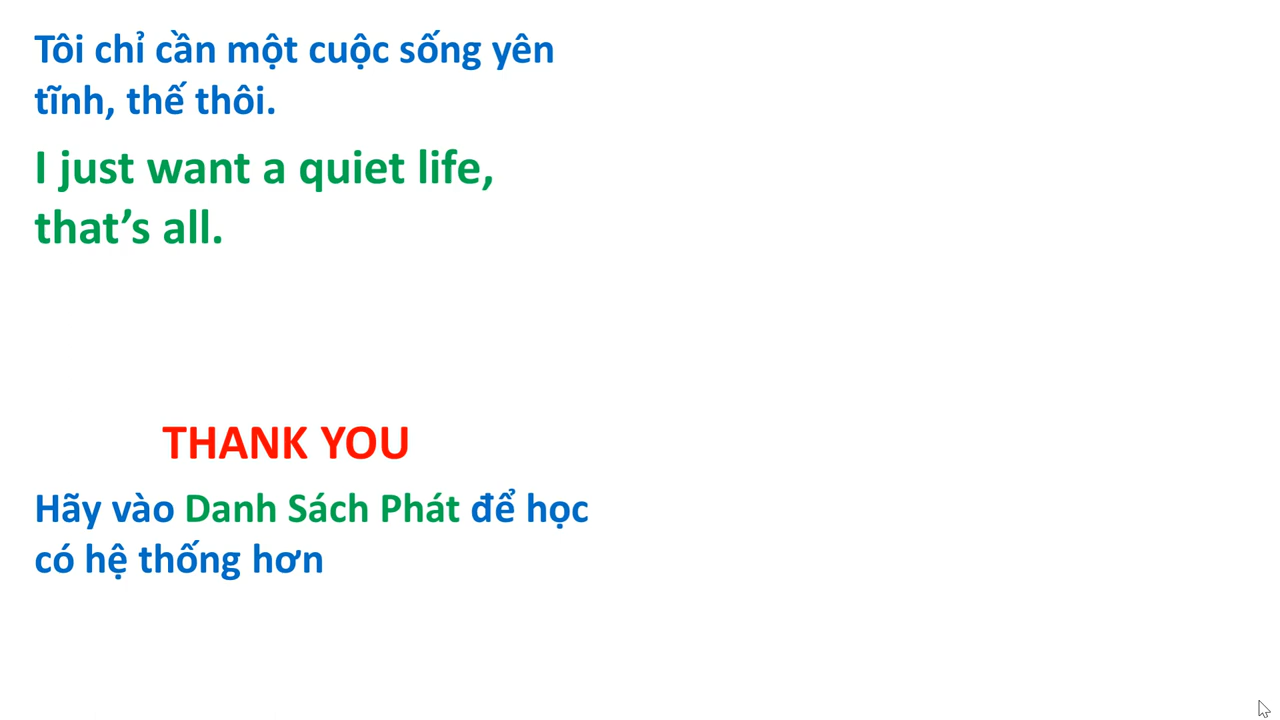 Tôi chỉ cần một cuộc sống yên
tĩnh, thế thôi.
I just want a quiet life,
that’s all.
THANK YOU
Hãy vào Danh Sách Phát để học
có hệ thống hơn